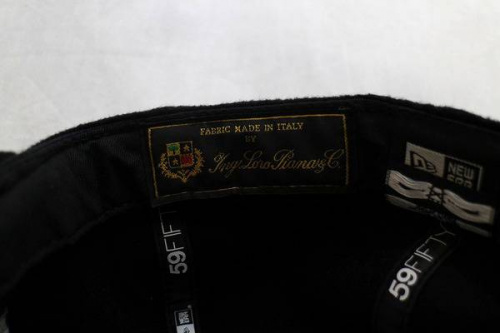 FABRIC MADE IN ITALY
BY
Ing. Loro Piana & C.
NEW
ERA
59FIFTY
59FIFTY